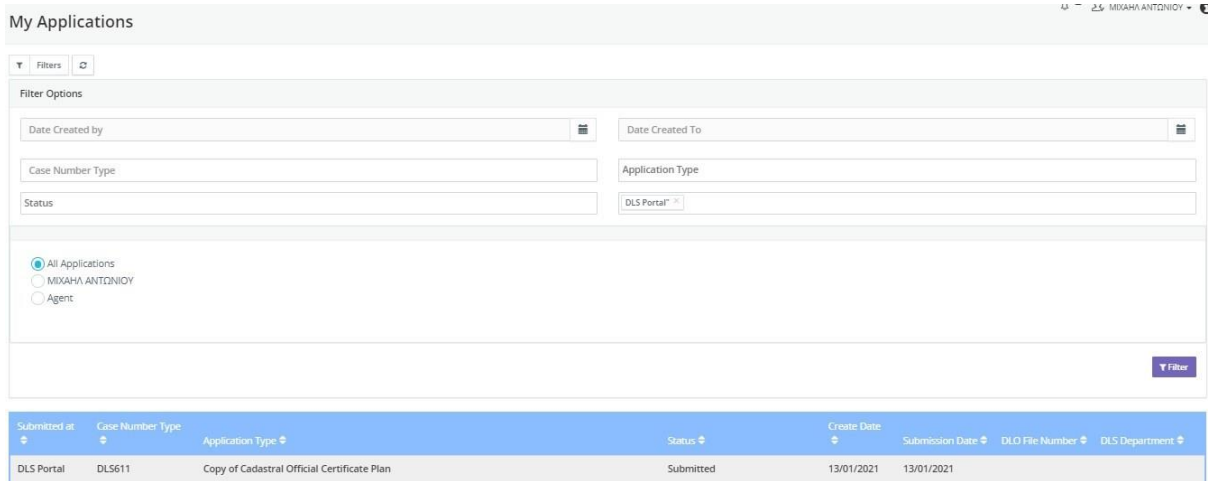 ΜΙΧΑΗΛ ΑΝΤΩΝΙΟΥ
My Applications
Filters
Filter Options
Date Created by
Date Created To
Case Number Type
Application Type
Status
DLS Portal" ×
All Applications
ΜΙΧΑΗΛ ΑΝΤΩΝΙΟΥ
Agent
Filter
Submitted at Case Number Type Application Type Status Create Date Submission Date DLO File Number DLS Department
DLS Portal DLS611 Copy of Cadastral Official Certificate Plan Submitted 13/01/2021 13/01/2021